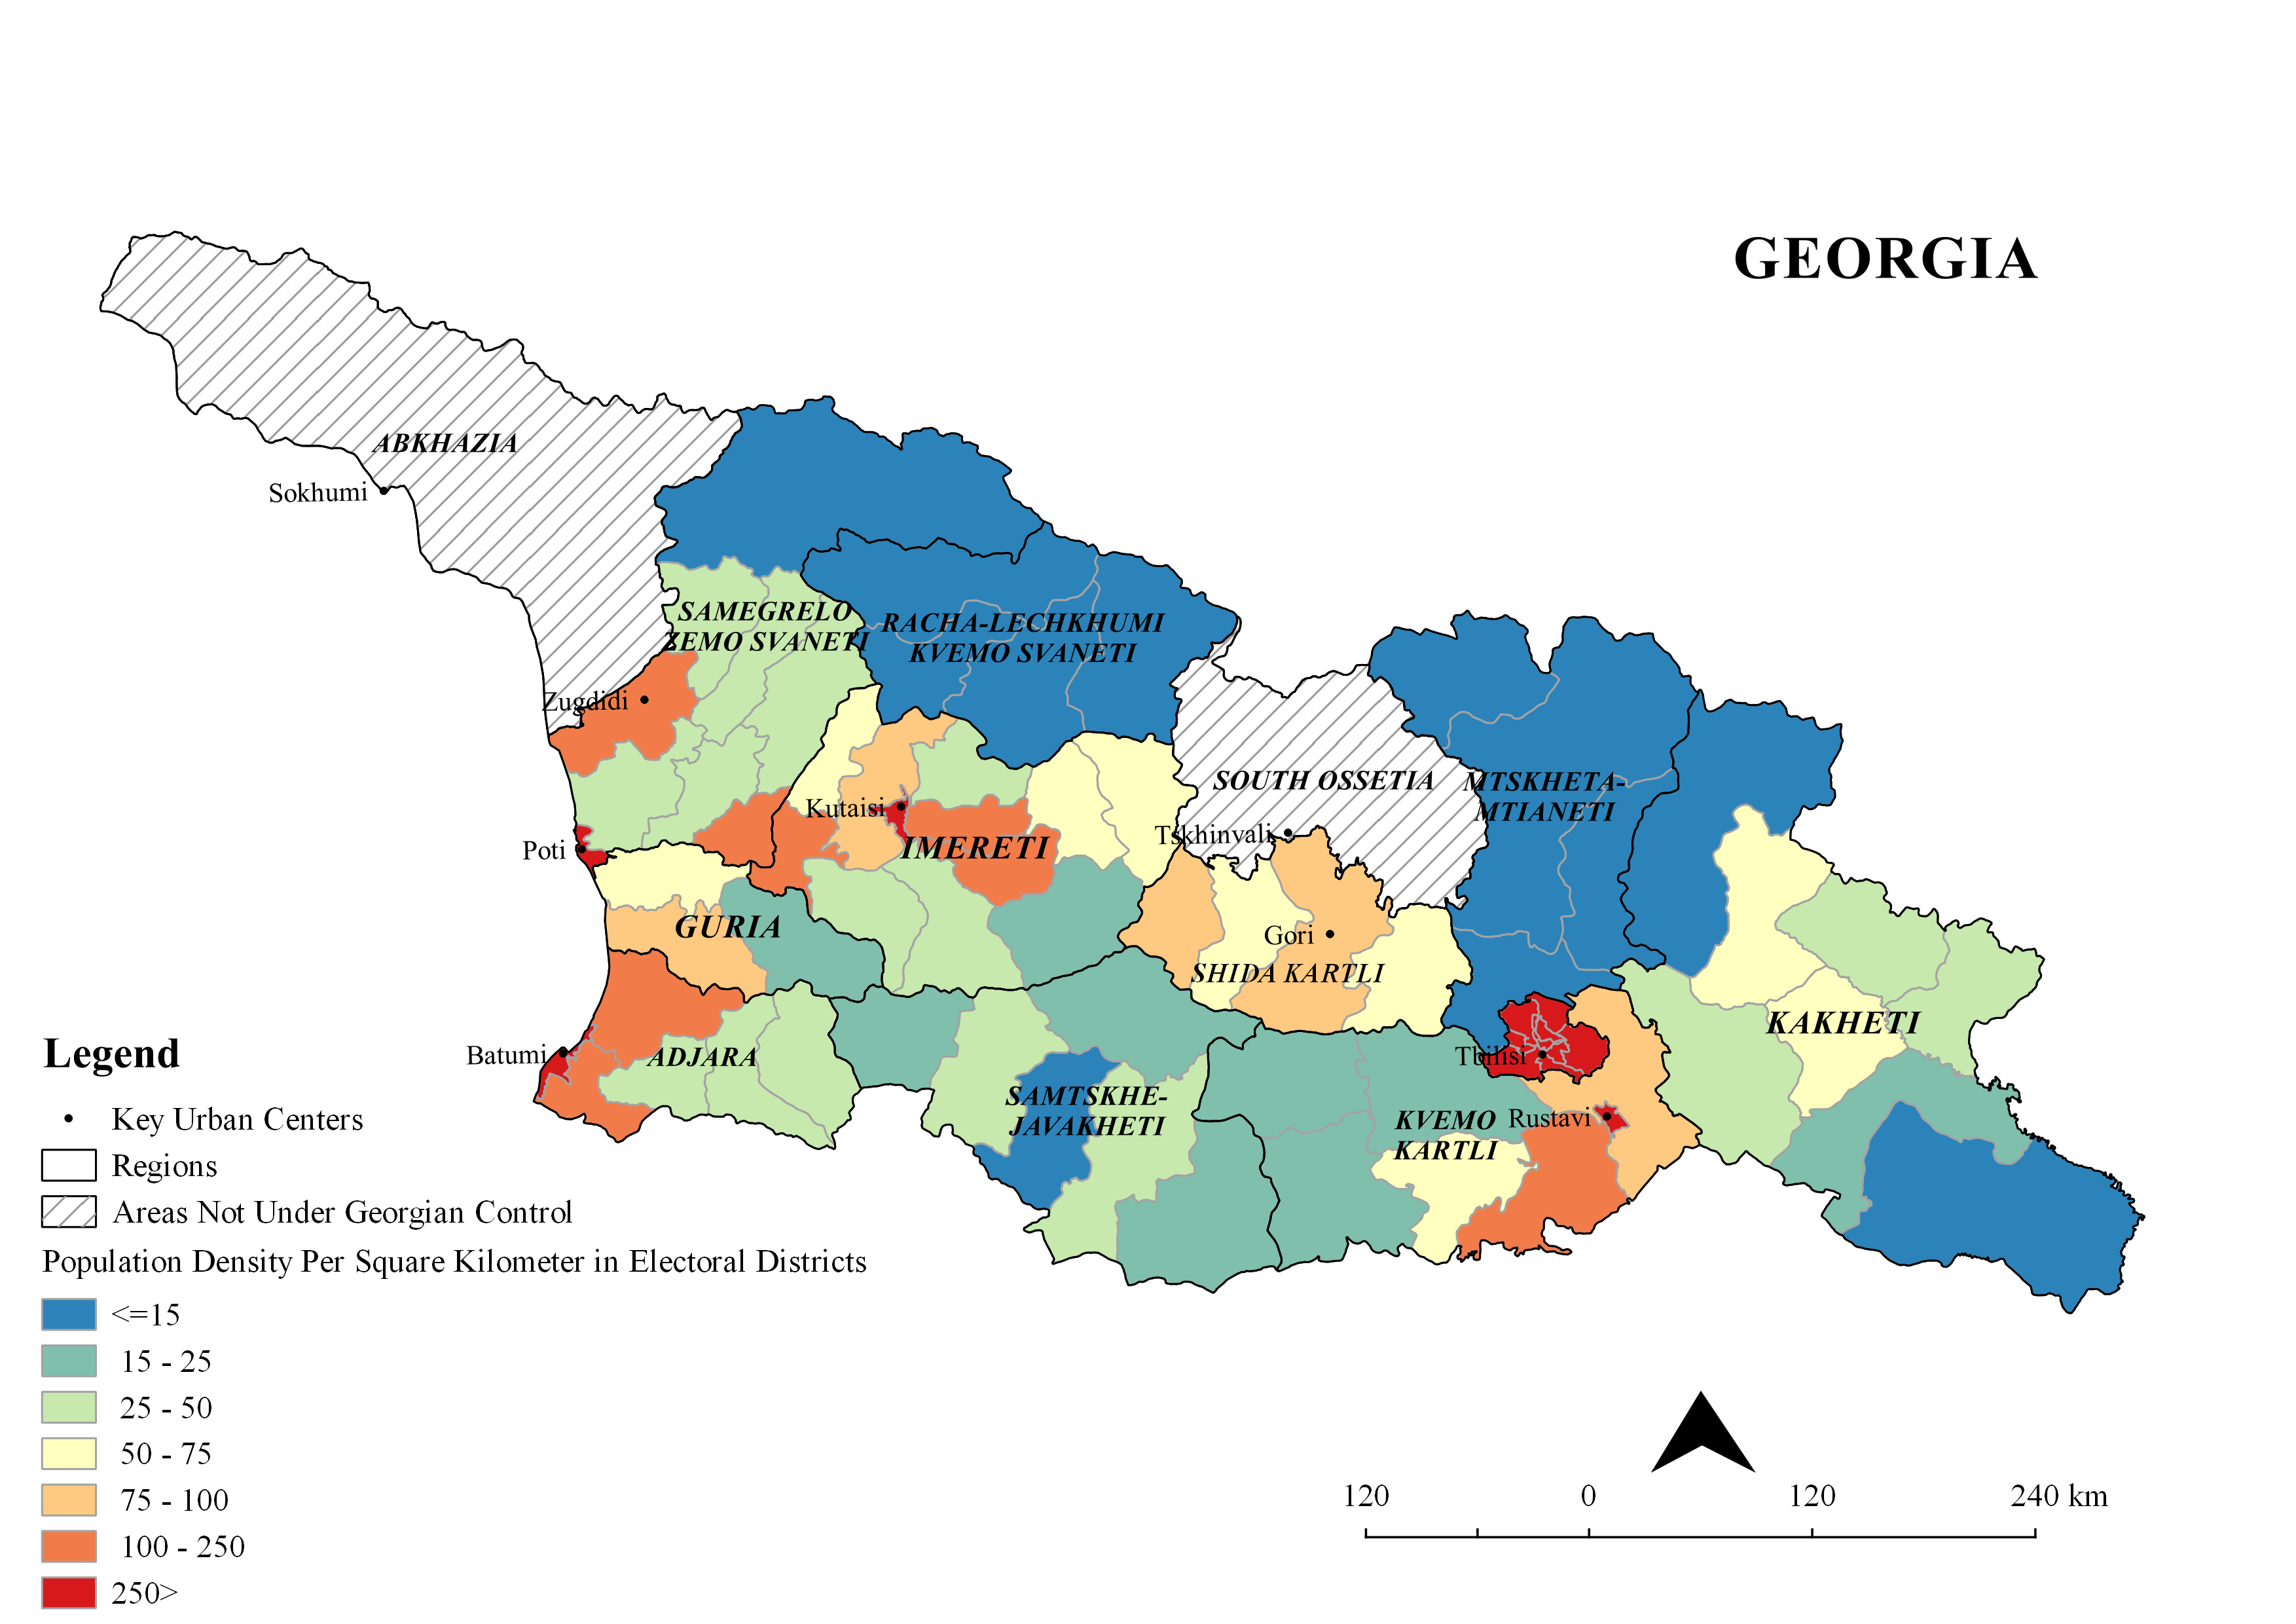 GEORGIA
ABKHAZIA
Sokhumi
SAMEGRELO
ZEMO SVANETI
RACHA-LECHKHUMI
KVEMO SVANETI
Zugdidi
SOUTH OSSETIA
MTSKHETA-
MTIANETI
Kutaisi
Tskhinvali
Poti
IMERETI
GURIA
Gori
SHIDA KARTLI
KAKHETI
Batumi
ADJARA
Tbilisi
SAMTSKHE-
JAVAKHETI
KVEMO
KARTLI
Rustavi
Legend
Key Urban Centers
Regions
Areas Not Under Georgian Control
Population Density Per Square Kilometer in Electoral Districts
<=15
15 - 25
25 - 50
50 - 75
75 - 100
100 - 250
250>
120 0 120 240 km